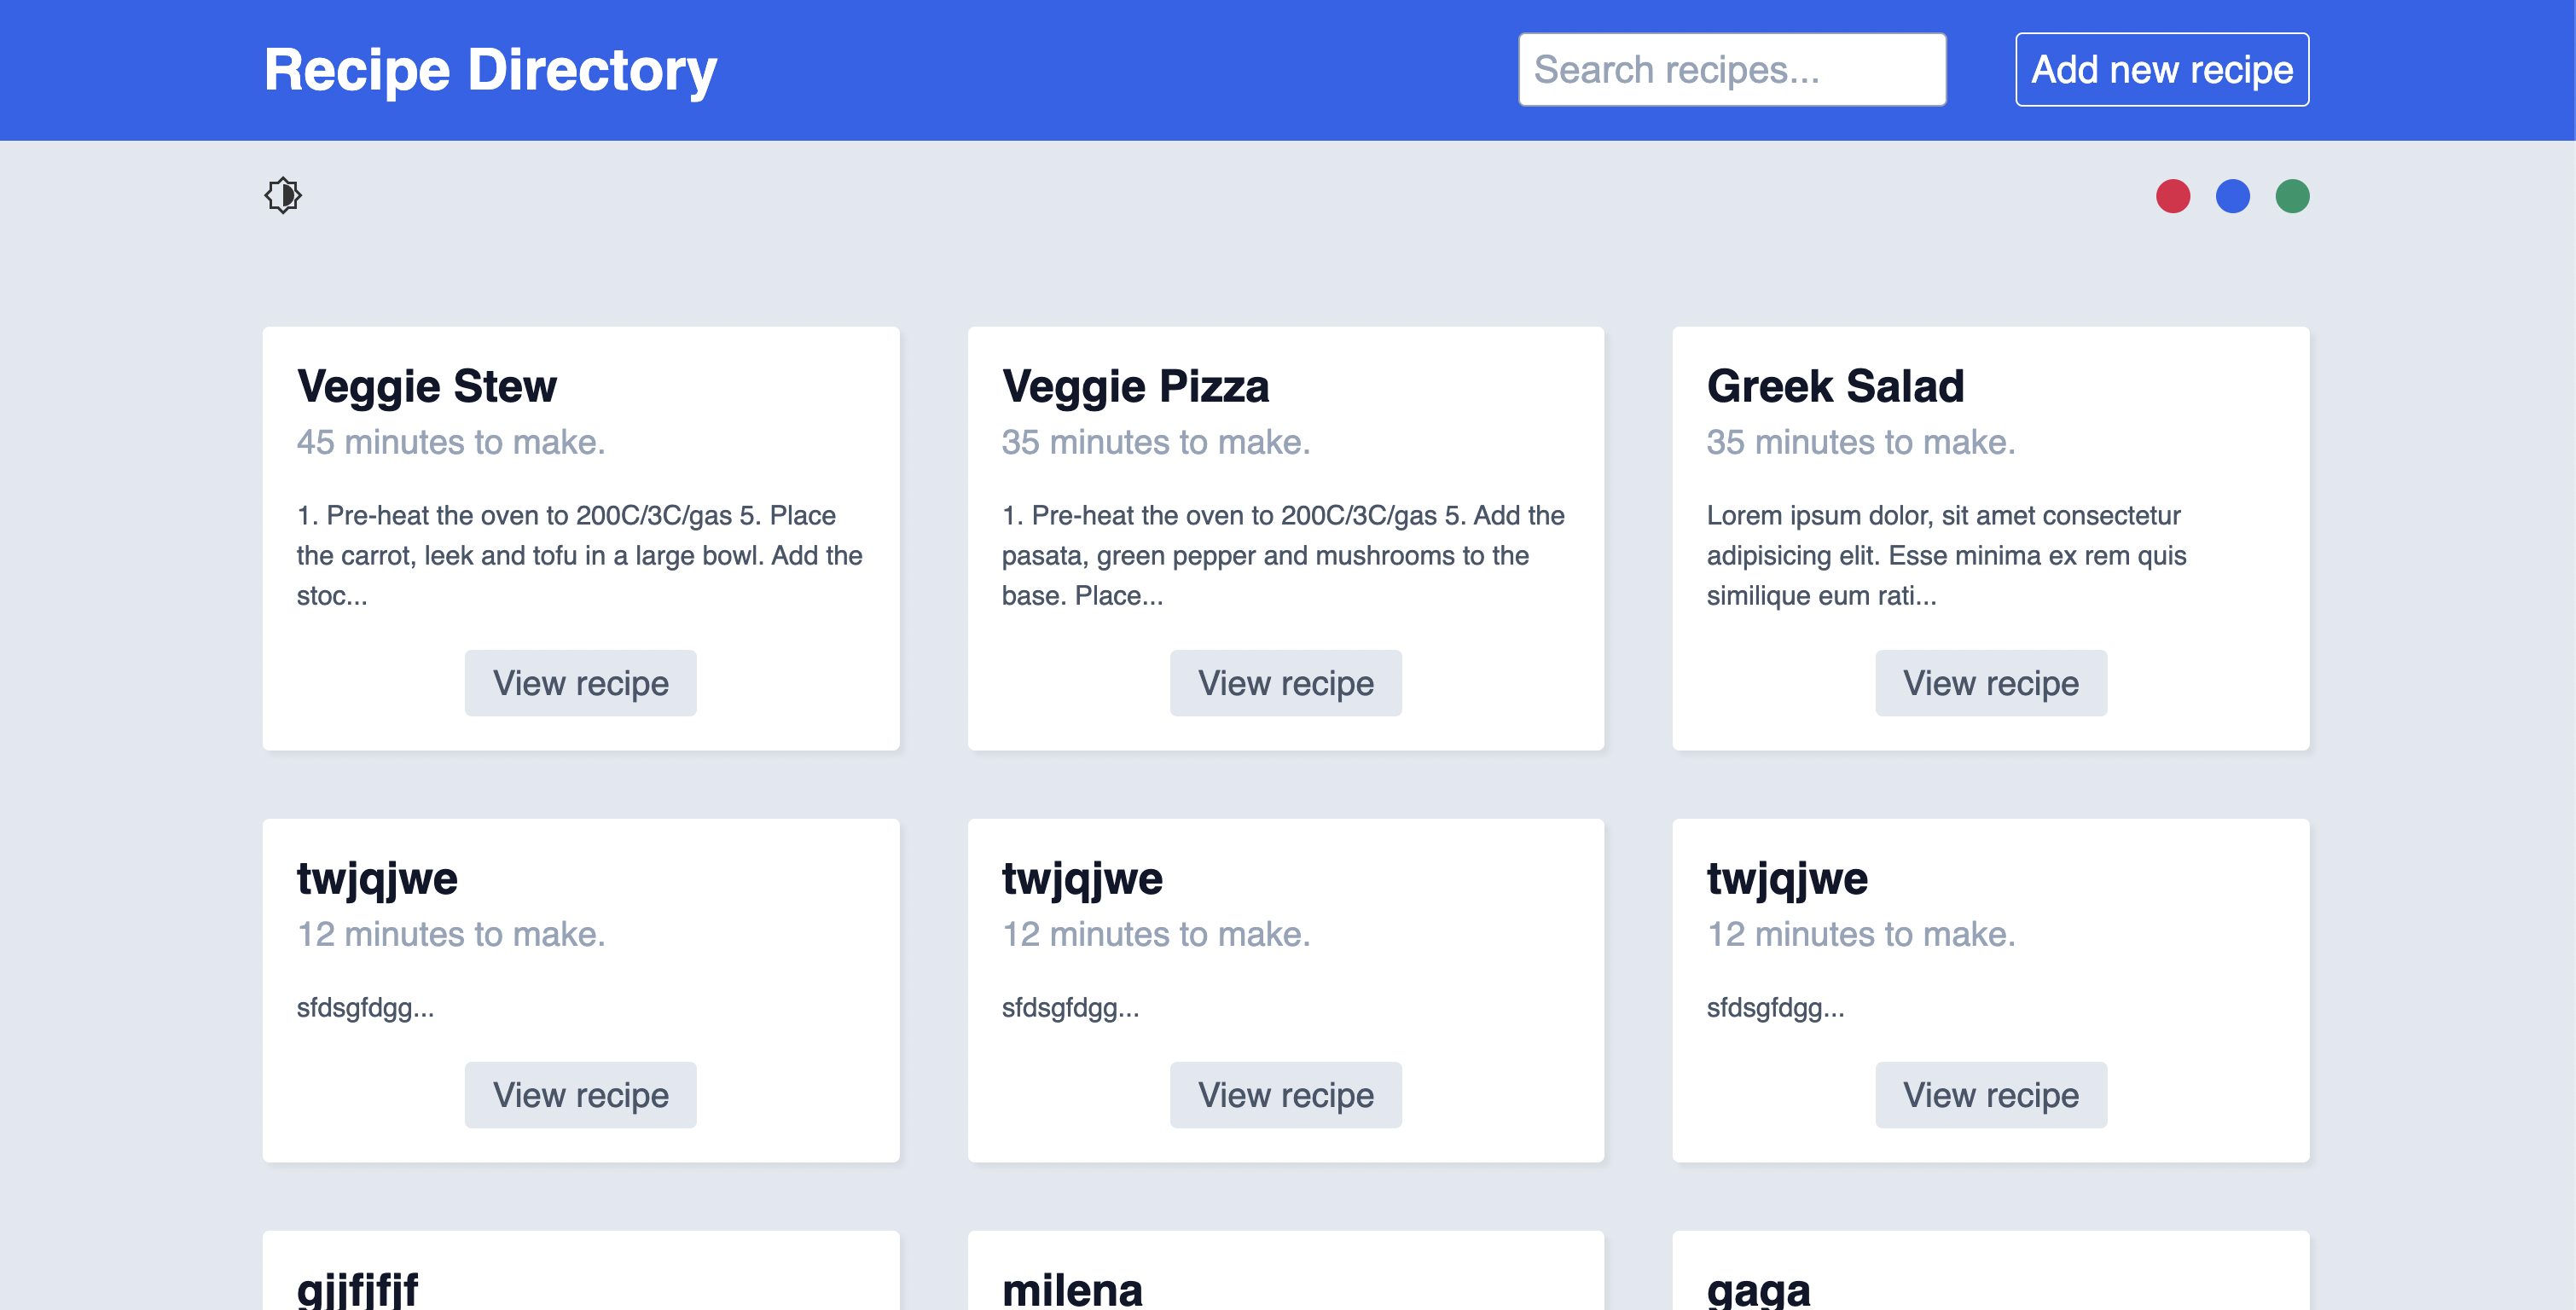 Recipe Directory
Search recipes...
Add new recipe
Veggie Stew
45 minutes to make.
1. Pre-heat the oven to 200C/3C/gas 5. Place
the carrot, leek and tofu in a large bowl. Add the
stoc...
View recipe
Veggie Pizza
35 minutes to make.
1. Pre-heat the oven to 200C/3C/gas 5. Add the
pasata, green pepper and mushrooms to the
base. Place...
View recipe
Greek Salad
35 minutes to make.
Lorem ipsum dolor, sit amet consectetur
adipisicing elit. Esse minima ex rem quis
similique eum rati...
View recipe
twjqjwe
12 minutes to make.
sfdsgfdgg...
View recipe
twjqjwe
12 minutes to make.
sfdsgfdgg...
View recipe
twjqjwe
12 minutes to make.
sfdsgfdgg...
View recipe
milena
gaga